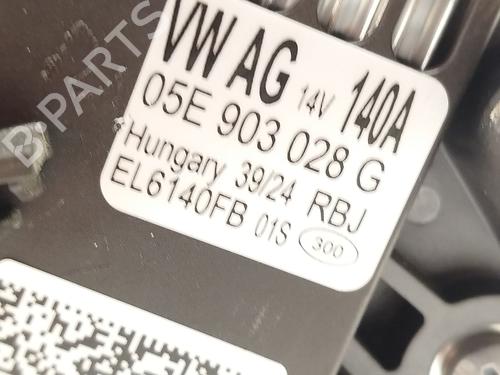 B-PARTS
VW AG 14V 140A
05E 903 028 G
Hungary 39/24 RBJ
EL6140FB 01S 300